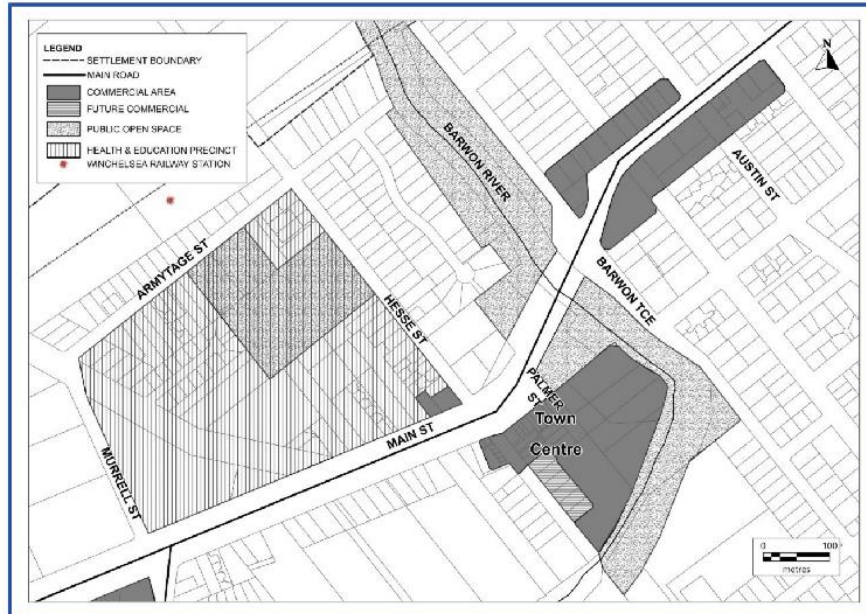 LEGEND
SETTLEMENT BOUNDARY
MAIN ROAD
COMMERCIAL AREA
FUTURE COMMERCIAL
PUBLIC OPEN SPACE
HEALTH & EDUCATION PRECINCT
WINCHELSEA RAILWAY STATION
N
BARWON RIVER
AUSTIN ST
ARMYTAGE ST
BARWON TCE
HESSE ST
PALMER ST
Town
Centre
MAIN ST
MURRELL ST
0 100
metres